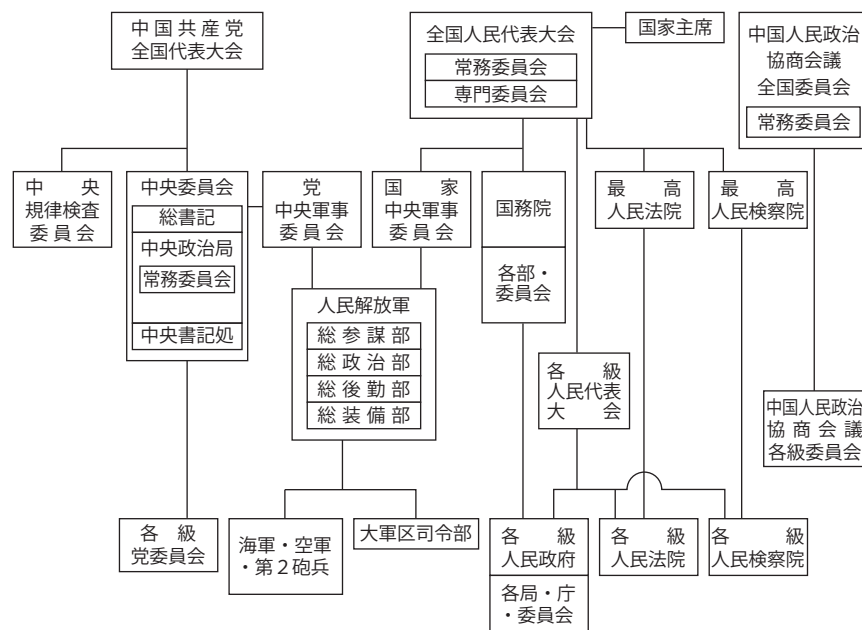 中国共産党
全国代表大会
全国人民代表大会
常務委員会
専門委員会
国家主席
中国人民政治
協商会議
全国委員会
常務委員会
中央
規律検査
委員会
中央委員会
総書記
中央政治局
常務委員会
中央書記処
党
中央軍事
委員会
国家
中央軍事
委員会
国務院
各部・
委員会
最高
人民法院
最高
人民検察院
人民解放軍
総参謀部
総政治部
総後勤部
総装備部
各級
人民代表
大会
中国人民政治
協商会議
各級委員会
各級
党委員会
海軍・空軍
・第2砲兵
大軍区司令部
各級
人民政府
各局・庁
・委員会
各級
人民法院
各級
人民検察院